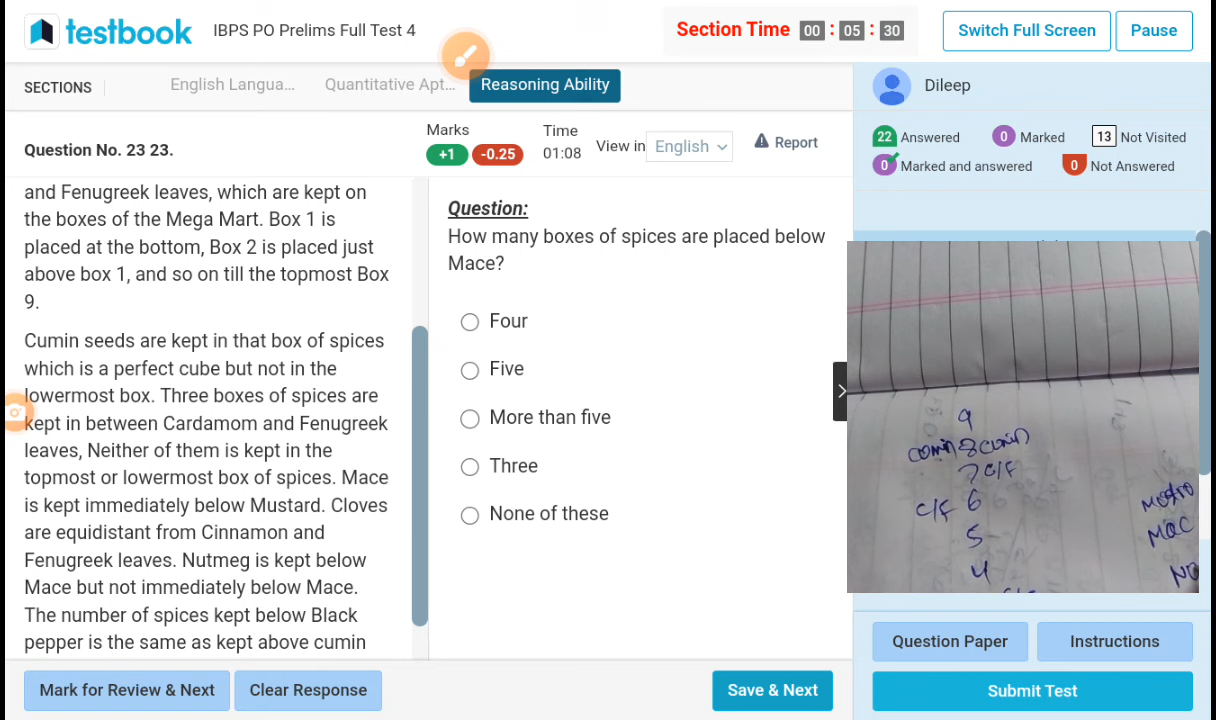 testbook
IBPS PO Prelims Full Test 4
Section Time 00 : 05 : 30
Switch Full Screen
Pause
SECTIONS
English Langua...
Quantitative Apt...
Reasoning Ability
Dileep
Question No. 23 23.
Marks
+1 -0.25
Time
01:08
View in English
Report
22 Answered
0 Marked
13 Not Visited
0 Marked and answered
0 Not Answered
and Fenugreek leaves, which are kept on
the boxes of the Mega Mart. Box 1 is
placed at the bottom, Box 2 is placed just
above box 1, and so on till the topmost Box
9.
Cumin seeds are kept in that box of spices
which is a perfect cube but not in the
lowermost box. Three boxes of spices are
kept in between Cardamom and Fenugreek
leaves, Neither of them is kept in the
topmost or lowermost box of spices. Mace
is kept immediately below Mustard. Cloves
are equidistant from Cinnamon and
Fenugreek leaves. Nutmeg is kept below
Mace but not immediately below Mace.
The number of spices kept below Black
pepper is the same as kept above cumin
Question:
How many boxes of spices are placed below
Mace?
Four
Five
More than five
Three
None of these
9
8
7 C/F
C/F 6
5
4
Mac
No
Mark for Review & Next
Clear Response
Save & Next
Question Paper
Instructions
Submit Test